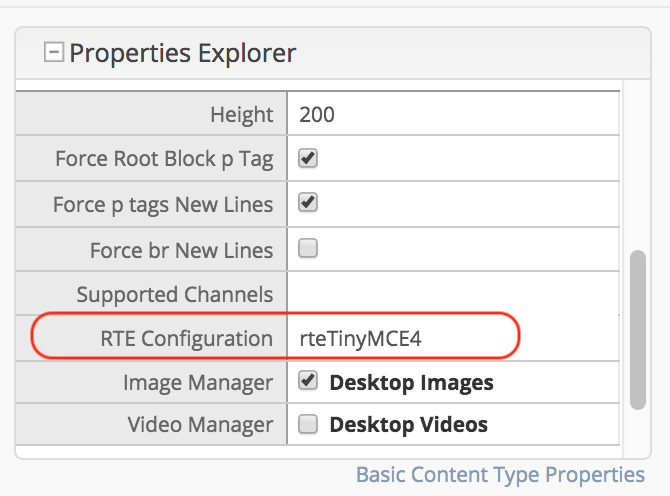 Properties Explorer
Height 200
Force Root Block p Tag
Force p tags New Lines
Force br New Lines
Supported Channels
RTE Configuration rteTinyMCE4
Image Manager Desktop Images
Video Manager Desktop Videos
Basic Content Type Properties